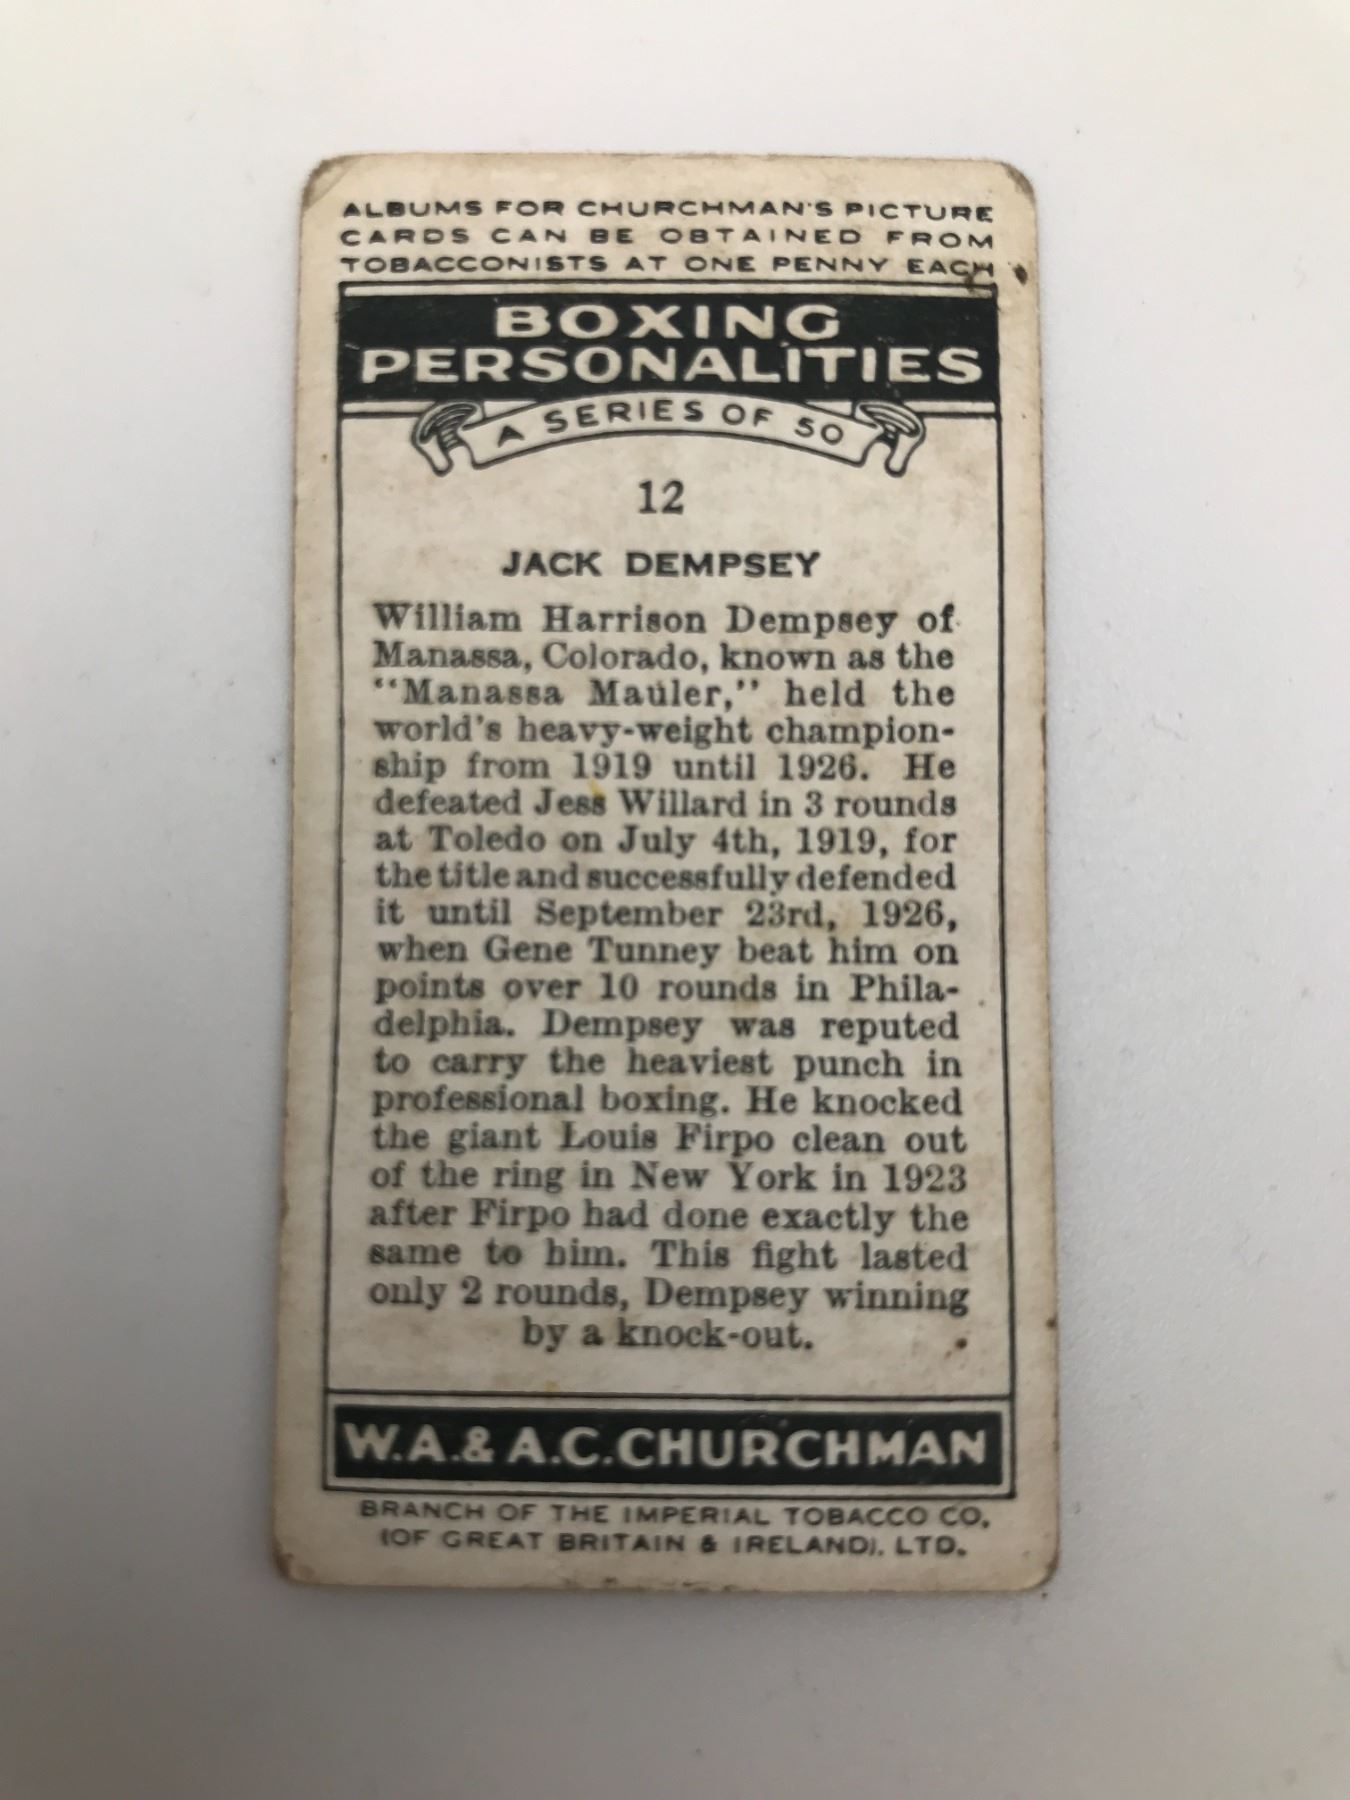 ALBUMS FOR CHURCHMAN'S PICTURE
CARDS CAN BE OBTAINED FROM
TOBACCONISTS AT ONE PENNY EACH
BOXING
PERSONALITIES
A SERIES OF 50
12
JACK DEMPSEY
William Harrison Dempsey of
Manassa, Colorado, known as the
"Manassa Mauler," held the
world's heavy-weight champion-
ship from 1919 until 1926. He
defeated Jess Willard in 3 rounds
at Toledo on July 4th, 1919, for
the title and successfully defended
it until September 23rd, 1926,
when Gene Tunney beat him on
points over 10 rounds in Phila-
delphia. Dempsey was reputed
to carry the heaviest punch in
professional boxing. He knocked
the giant Louis Firpo clean out
of the ring in New York in 1923
after Firpo had done exactly the
same to him. This fight lasted
only 2 rounds, Dempsey winning
by a knock-out.
W.A.& A.C.CHURCHMAN
BRANCH OF THE IMPERIAL TOBACCO CO.
(OF GREAT BRITAIN & IRELAND). LTD.